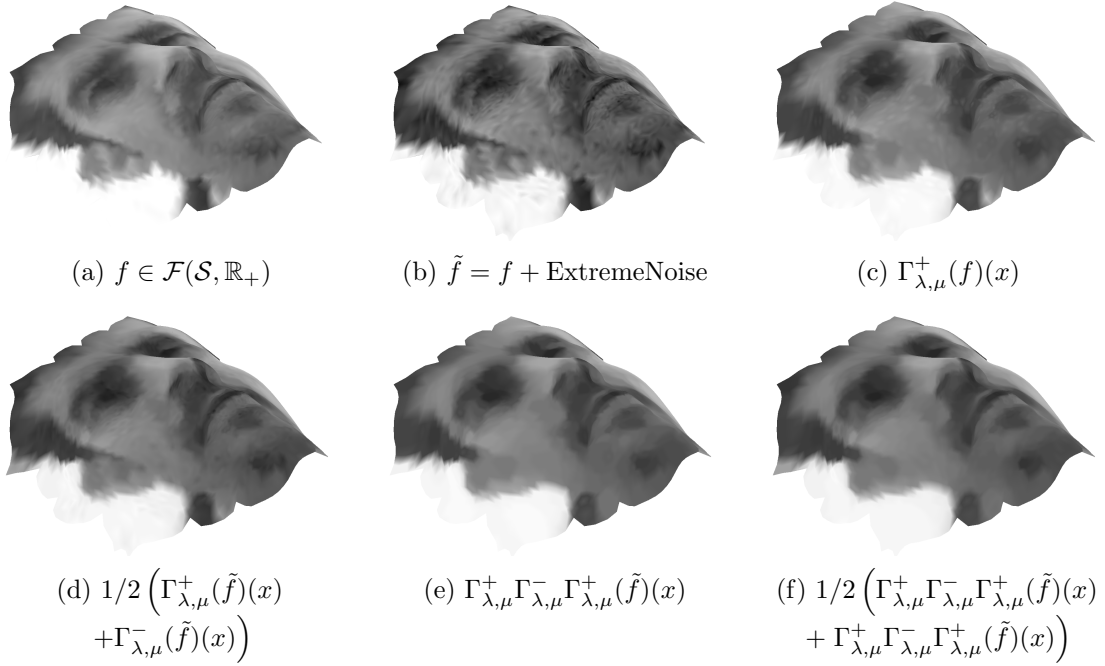 (a) f ∈ ℱ(𝒮, ℝ₊)
(b) f̃ = f + ExtremeNoise
(c) Γ⁺_{λ,μ}(f)(x)
(d) 1/2 (Γ⁺_{λ,μ}(f̃)(x)
+Γ⁻_{λ,μ}(f̃)(x))
(e) Γ⁺_{λ,μ}Γ⁻_{λ,μ}Γ⁺_{λ,μ}(f̃)(x)
(f) 1/2 (Γ⁺_{λ,μ}Γ⁻_{λ,μ}Γ⁺_{λ,μ}(f̃)(x)
+ Γ⁺_{λ,μ}Γ⁻_{λ,μ}Γ⁺_{λ,μ}(f̃)(x))